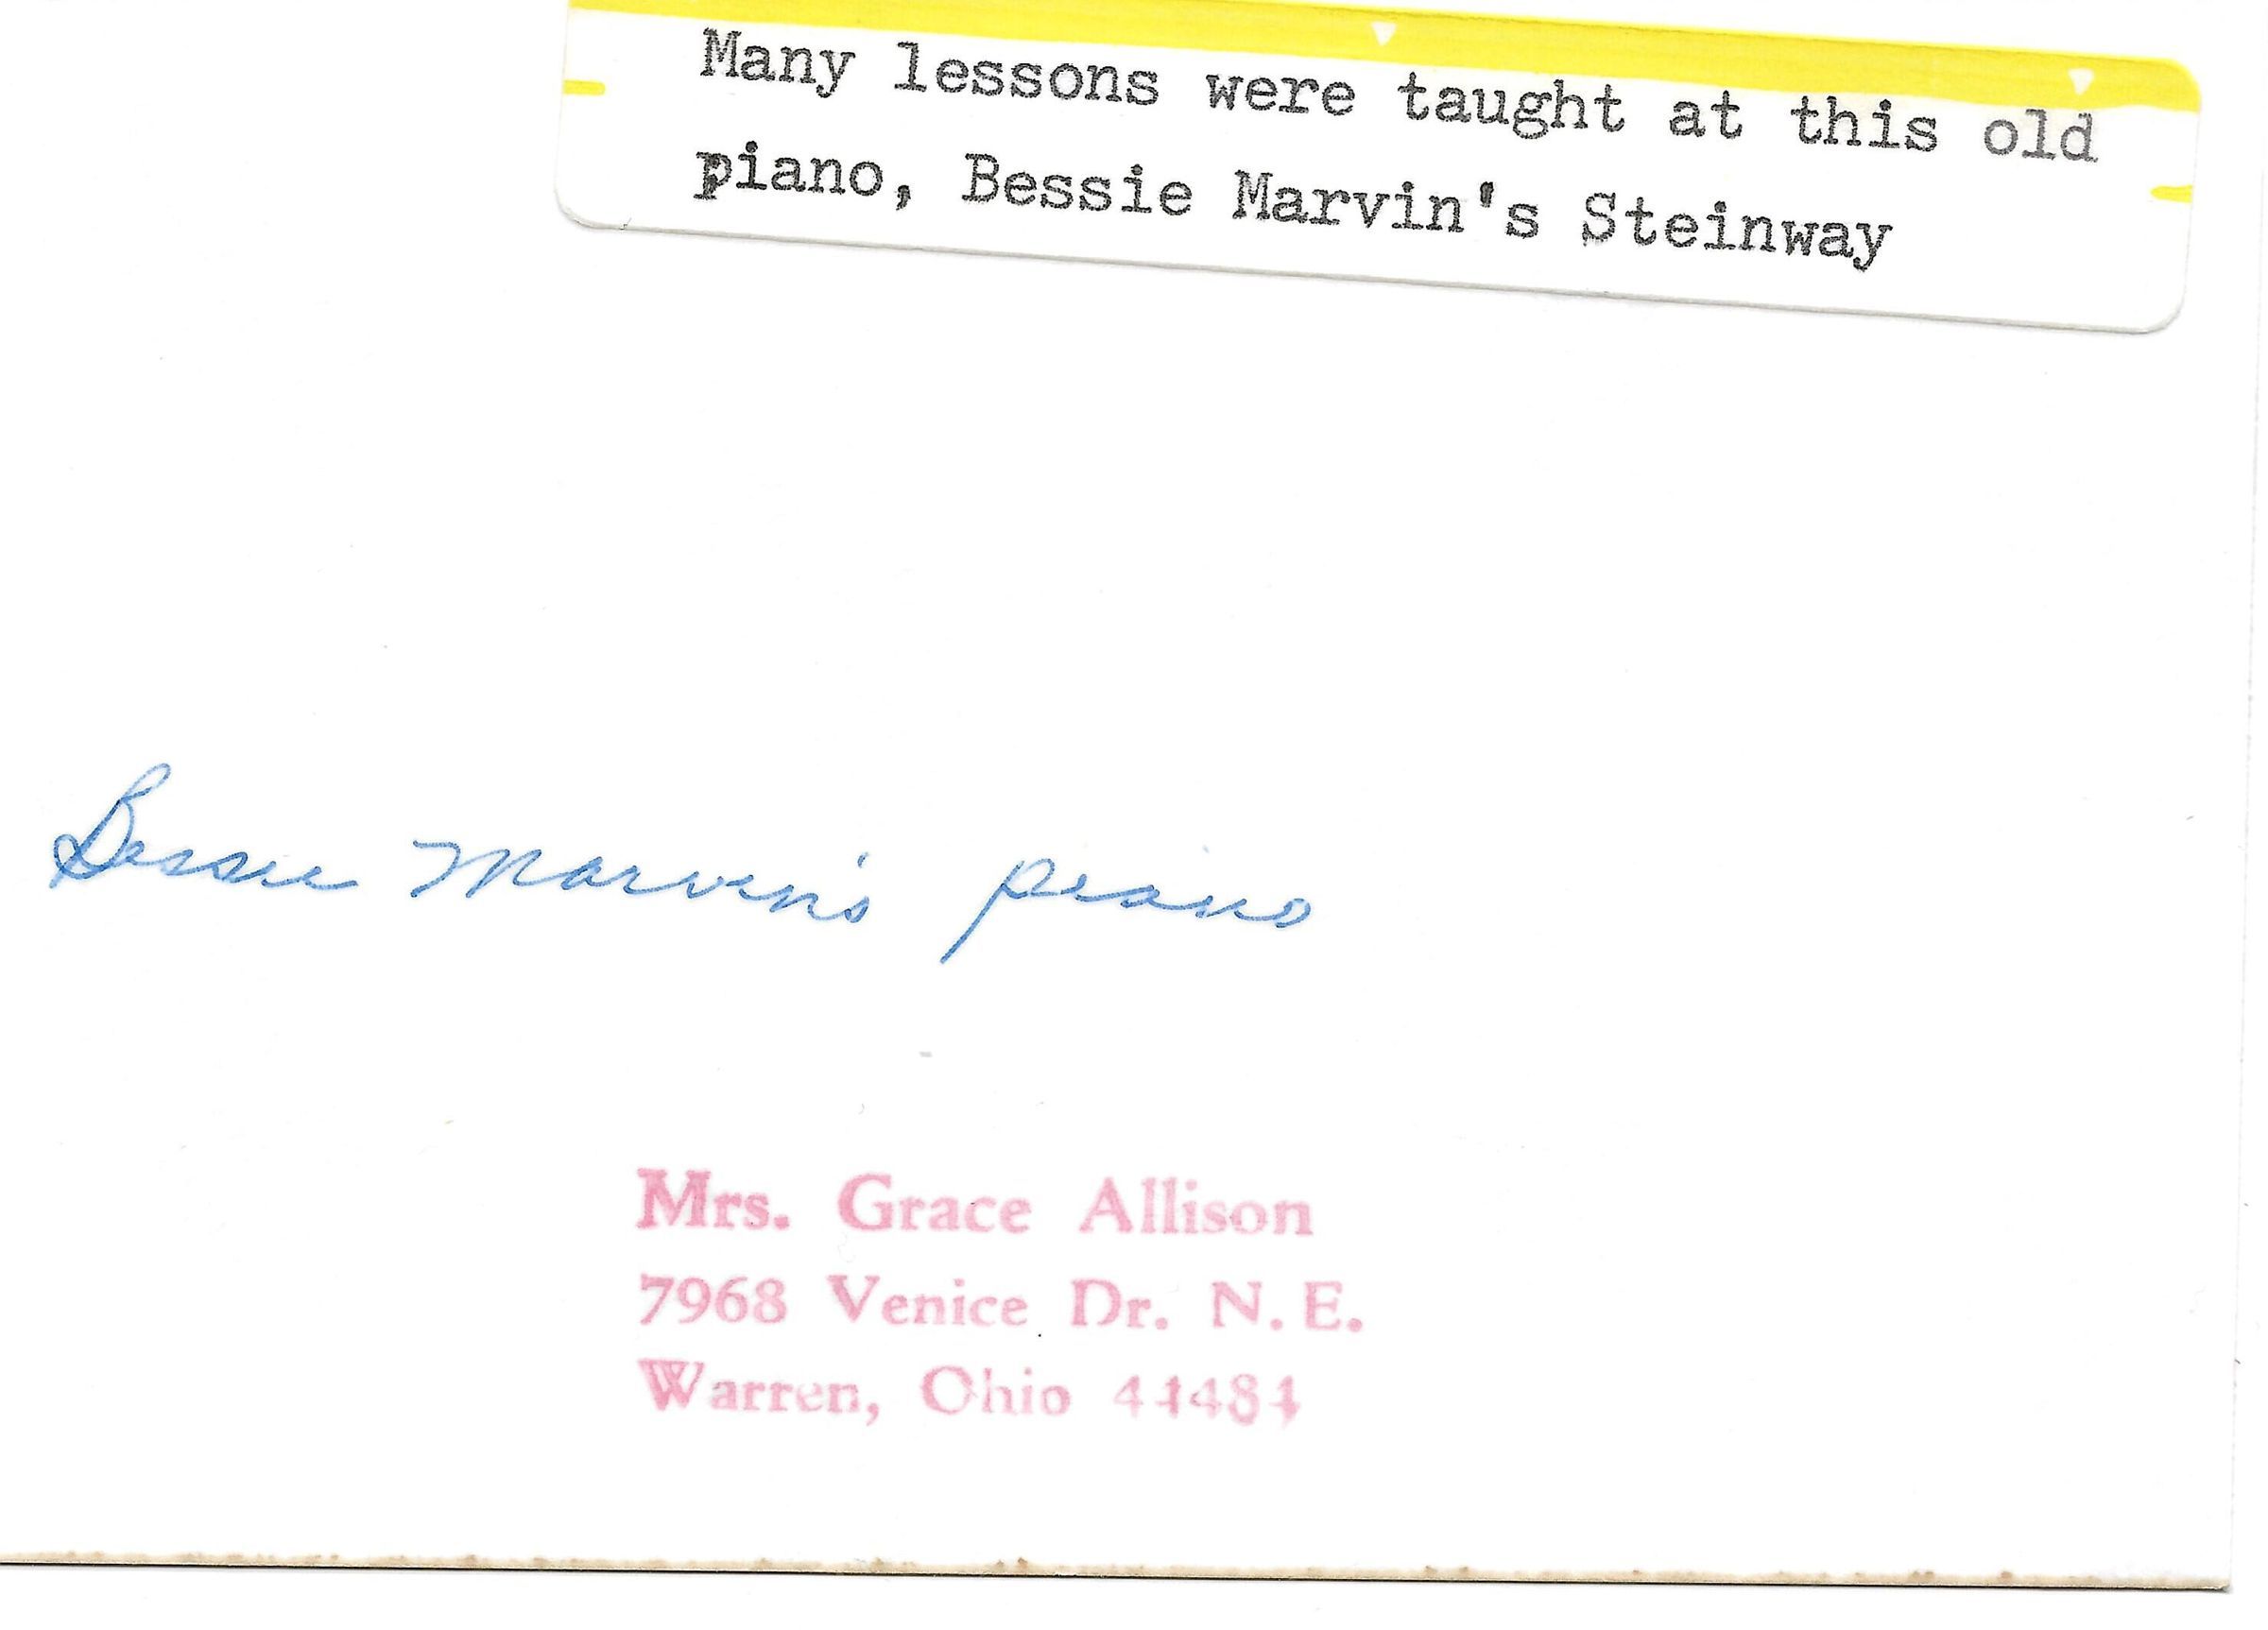 Many lessons were taught at this old
piano, Bessie Marvin's Steinway
Bessie Marvin's piano
Mrs. Grace Allison
7968 Venice Dr. N.E.
Warren, Ohio 44484